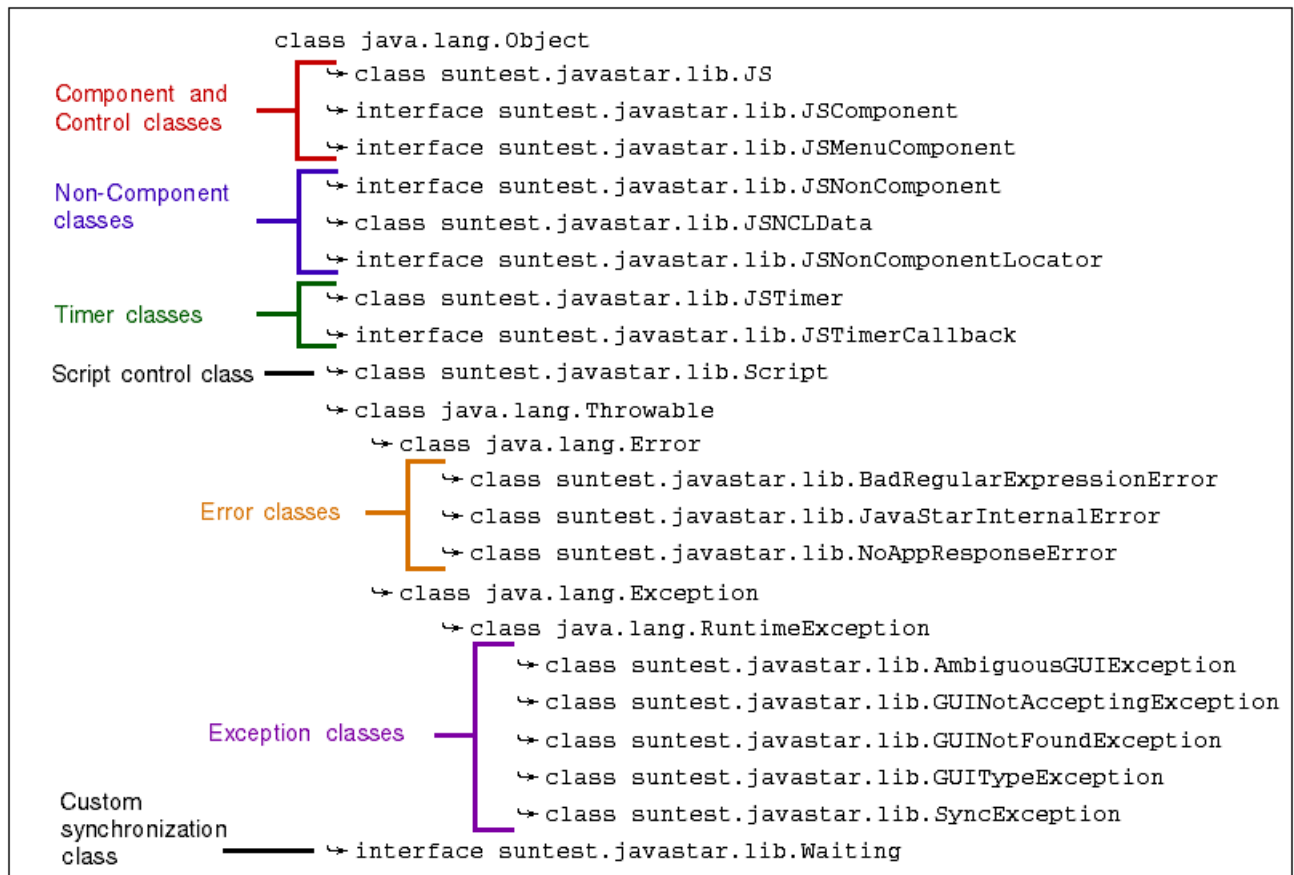 class java.lang.Object
Component and
Control classes
↪ class suntest.javastar.lib.JS
↪ interface suntest.javastar.lib.JSComponent
↪ interface suntest.javastar.lib.JSMenuComponent
Non-Component
classes
↪ interface suntest.javastar.lib.JSNonComponent
↪ class suntest.javastar.lib.JSNCLData
↪ interface suntest.javastar.lib.JSNonComponentLocator
Timer classes
↪ class suntest.javastar.lib.JSTimer
↪ interface suntest.javastar.lib.JSTimerCallback
Script control class
↪ class suntest.javastar.lib.Script
↪ class java.lang.Throwable
↪ class java.lang.Error
Error classes
↪ class suntest.javastar.lib.BadRegularExpressionError
↪ class suntest.javastar.lib.JavaStarInternalError
↪ class suntest.javastar.lib.NoAppResponseError
↪ class java.lang.Exception
↪ class java.lang.RuntimeException
Exception classes
↪ class suntest.javastar.lib.AmbiguousGUIException
↪ class suntest.javastar.lib.GUINotAcceptingException
↪ class suntest.javastar.lib.GUINotFoundException
↪ class suntest.javastar.lib.GUITypeException
↪ class suntest.javastar.lib.SyncException
Custom
synchronization
class
↪ interface suntest.javastar.lib.Waiting